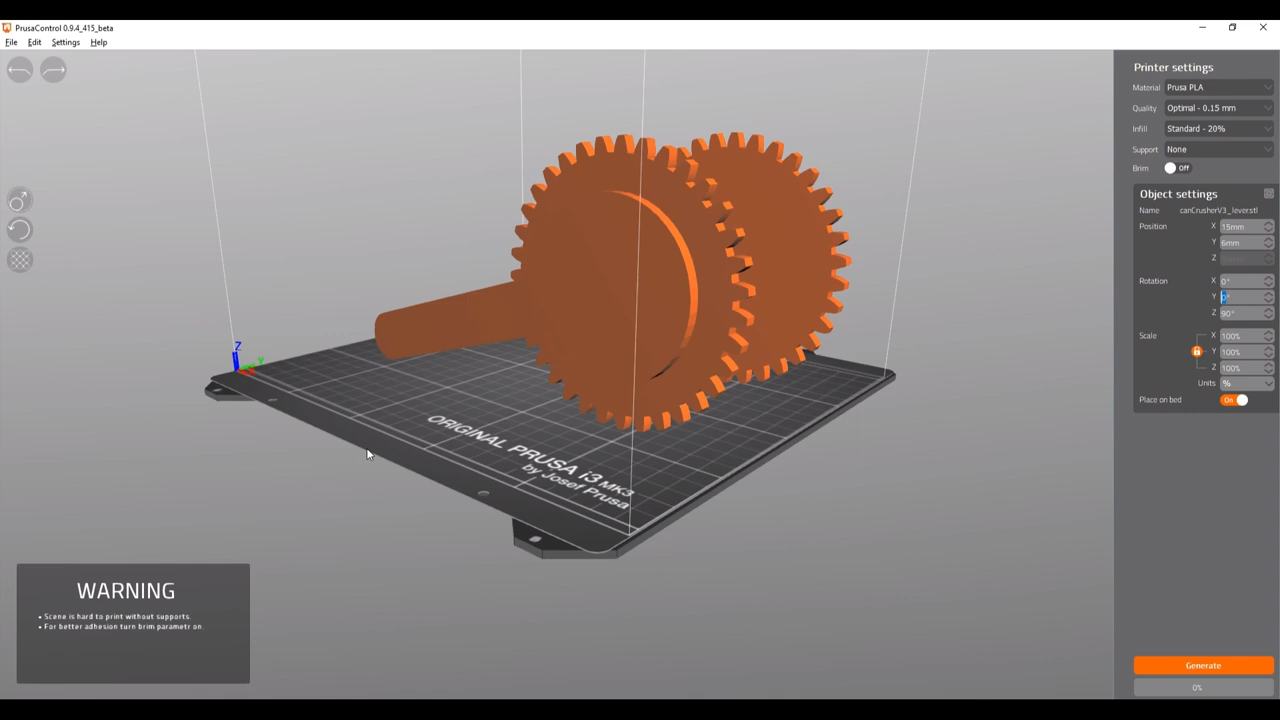 PrusaControl 0.9.4_415_beta
File Edit Settings Help
Printer settings
Material Prusa PLA
Quality Optimal - 0.15 mm
Infill Standard - 20%
Support None
Brim Off
Object settings
Name canCrusherV3_lever.stl
Position X 15mm
Y 6mm
Z
Rotation X 0°
Y 0°
Z 90°
Scale X 100%
Y 100%
Z 100%
Units %
Place on bed On
Z
Y
ORIGINAL PRUSA i3 MK3
by Josef Prusa
WARNING
• Scene is hard to print without supports.
• For better adhesion turn brim parametr on.
Generate
0%